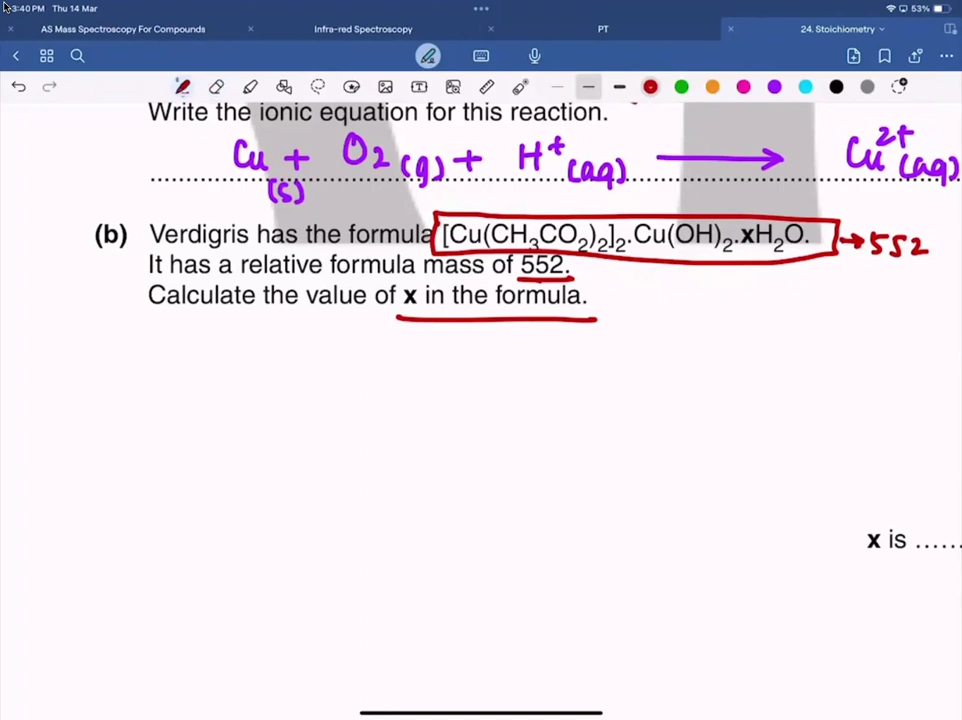 3:40 PM Thu 14 Mar 53%
AS Mass Spectroscopy For Compounds Infra-red Spectroscopy PT 24. Stoichiometry
Write the ionic equation for this reaction.
Cu (s) + O₂ (g) + H⁺ (aq) → Cu²⁺ (aq)
(b) Verdigris has the formula [Cu(CH₃CO₂)₂]₂.Cu(OH)₂.xH₂O. → 552
It has a relative formula mass of 552.
Calculate the value of x in the formula.
x is ......